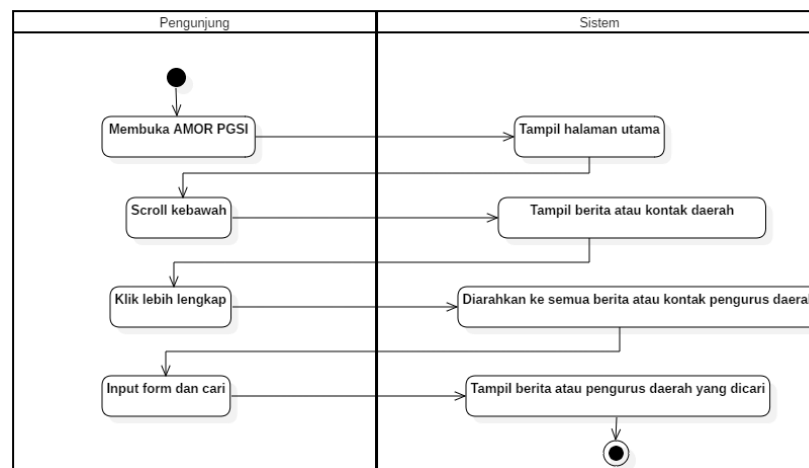 Pengunjung
Sistem
Membuka AMOR PGSI
Tampil halaman utama
Scroll kebawah
Tampil berita atau kontak daerah
Klik lebih lengkap
Diarahkan ke semua berita atau kontak pengurus daera
Input form dan cari
Tampil berita atau pengurus daerah yang dicari